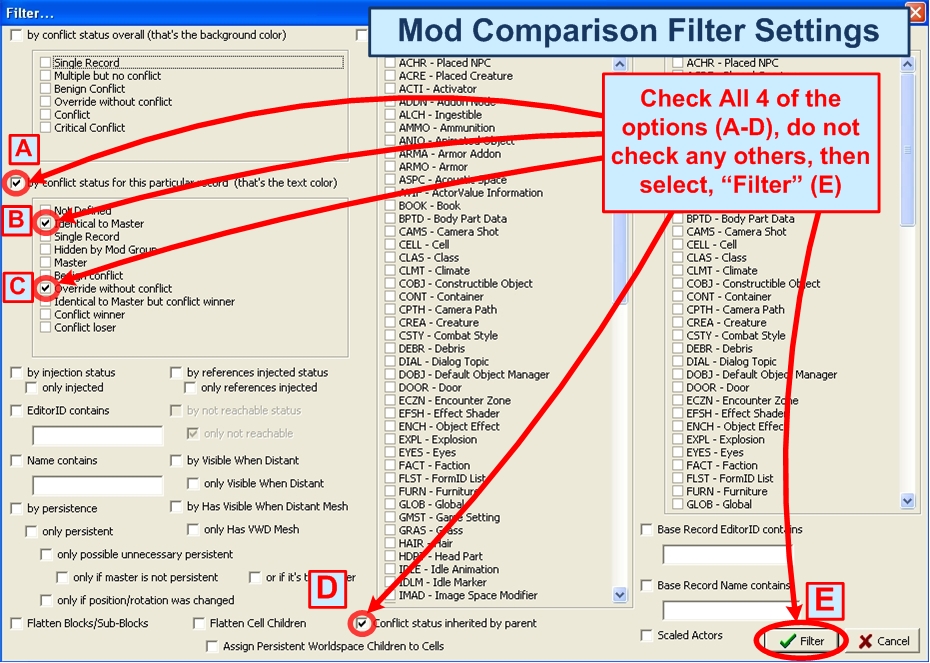 Filter...
Mod Comparison Filter Settings
by conflict status overall (that's the background color)
Single Record
Multiple but no conflict
Benign Conflict
Override without conflict
Conflict
Critical Conflict
A
by conflict status for this particular record (that's the text color)
Not Defined
B
Identical to Master
Single Record
Hidden by Mod Group
Master
Benign conflict
C
Override without conflict
Identical to Master but conflict winner
Conflict winner
Conflict loser
by injection status
only injected
by references injected status
only references injected
EditorID contains
by not reachable status
only not reachable
Name contains
by Visible When Distant
only Visible When Distant
by persistence
by Has Visible When Distant Mesh
only persistent
only Has VWD Mesh
only possible unnecessary persistent
only if master is not persistent
or if it's
only if position/rotation was changed
Flatten Blocks/Sub-Blocks
Flatten Cell Children
D
Conflict status inherited by parent
Assign Persistent Worldspace Children to Cells
ACHR - Placed NPC
ACRE - Placed Creature
ACTI - Activator
ADDN - Addon Node
ALCH - Ingestible
AMMO - Ammunition
ANIO - Animated Object
ARMA - Armor Addon
ARMO - Armor
ASPC - Acoustic Space
AVIF - ActorValue Information
BOOK - Book
BPTD - Body Part Data
CAMS - Camera Shot
CELL - Cell
CLAS - Class
CLMT - Climate
COBJ - Constructible Object
CONT - Container
CPTH - Camera Path
CREA - Creature
CSTY - Combat Style
DEBR - Debris
DIAL - Dialog Topic
DOBJ - Default Object Manager
DOOR - Door
ECZN - Encounter Zone
EFSH - Effect Shader
ENCH - Object Effect
EXPL - Explosion
EYES - Eyes
FACT - Faction
FLST - FormID List
FURN - Furniture
GLOB - Global
GMST - Game Setting
GRAS - Grass
HAIR - Hair
HDPT - Head Part
IDLE - Idle Animation
IDLM - Idle Marker
IMAD - Image Space Modifier
ACHR - Placed NPC
Check All 4 of the
options (A-D), do not
check any others, then
select, “Filter” (E)
BPTD - Body Part Data
CAMS - Camera Shot
CELL - Cell
CLAS - Class
CLMT - Climate
COBJ - Constructible Object
CONT - Container
CPTH - Camera Path
CREA - Creature
CSTY - Combat Style
DEBR - Debris
DIAL - Dialog Topic
DOBJ - Default Object Manager
DOOR - Door
ECZN - Encounter Zone
EFSH - Effect Shader
ENCH - Object Effect
EXPL - Explosion
EYES - Eyes
FACT - Faction
FLST - FormID List
FURN - Furniture
GLOB - Global
Base Record EditorID contains
Base Record Name contains
E
Scaled Actors
Filter
Cancel